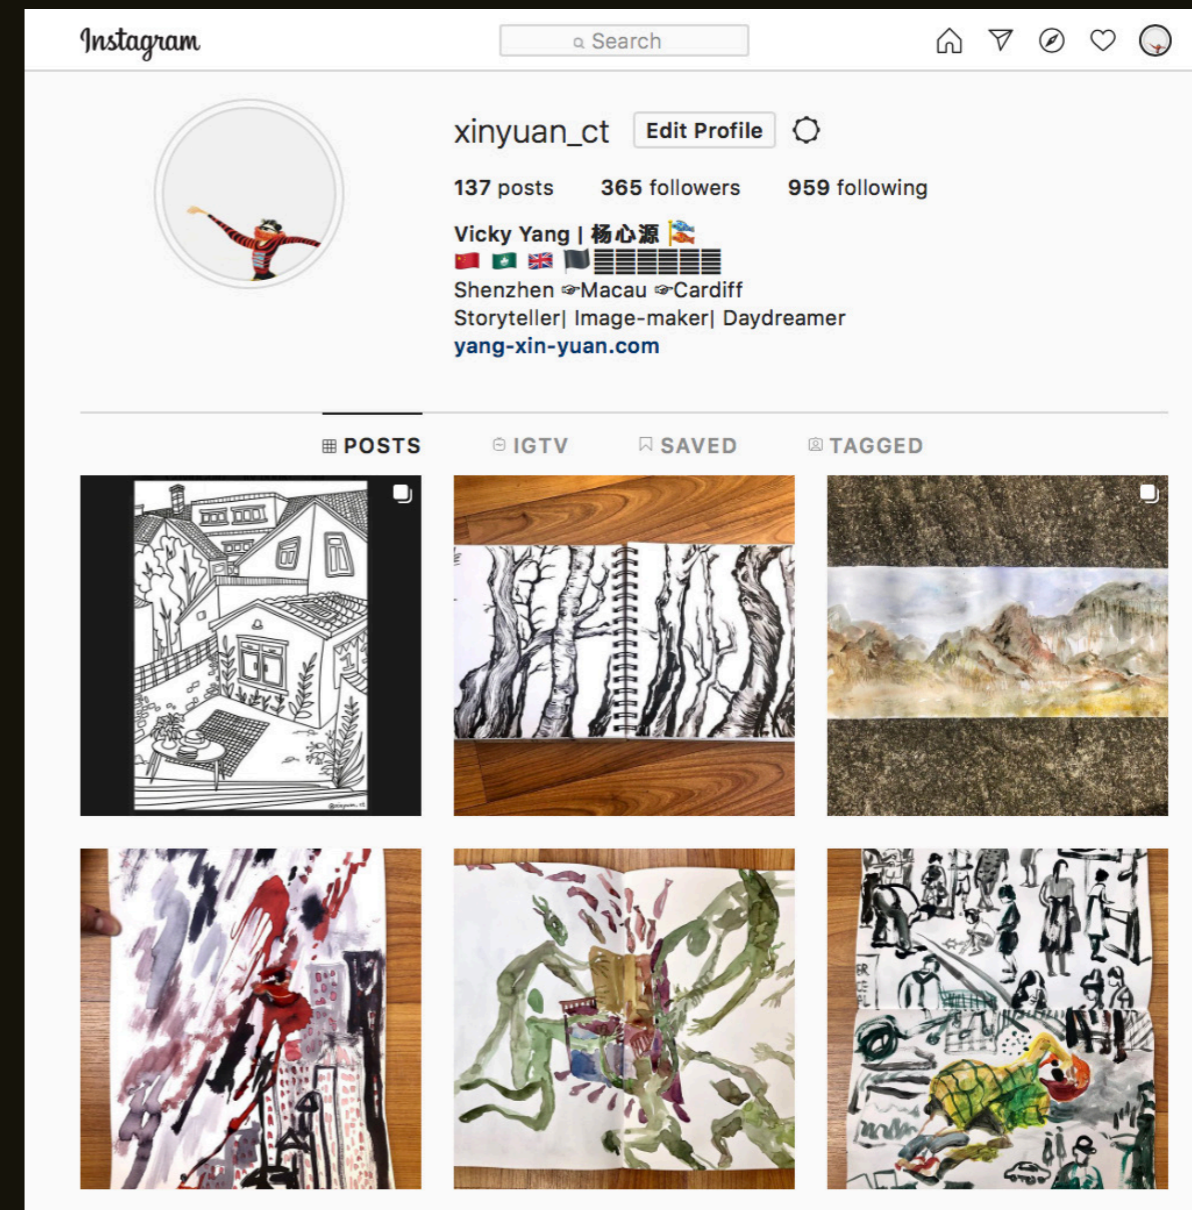 Instagram
Search
xinyuan_ct Edit Profile
137 posts 365 followers 959 following
Vicky Yang | 杨心源 🎏
🇨🇳 🇲🇴 🇬🇧 🏴
Shenzhen ☞Macau ☞Cardiff
Storyteller| Image-maker| Daydreamer
yang-xin-yuan.com
POSTS IGTV SAVED TAGGED
@xinyuan_ct